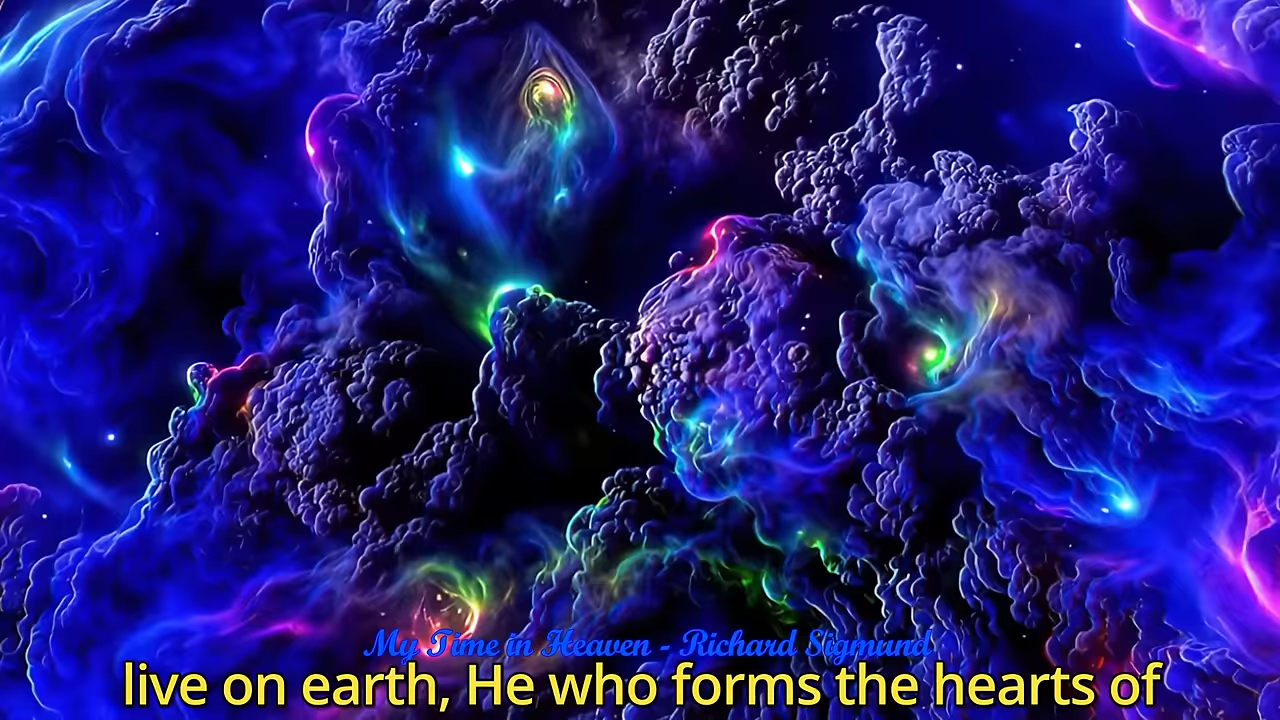 My Time in Heaven - Richard Sigmund
live on earth, He who forms the hearts of